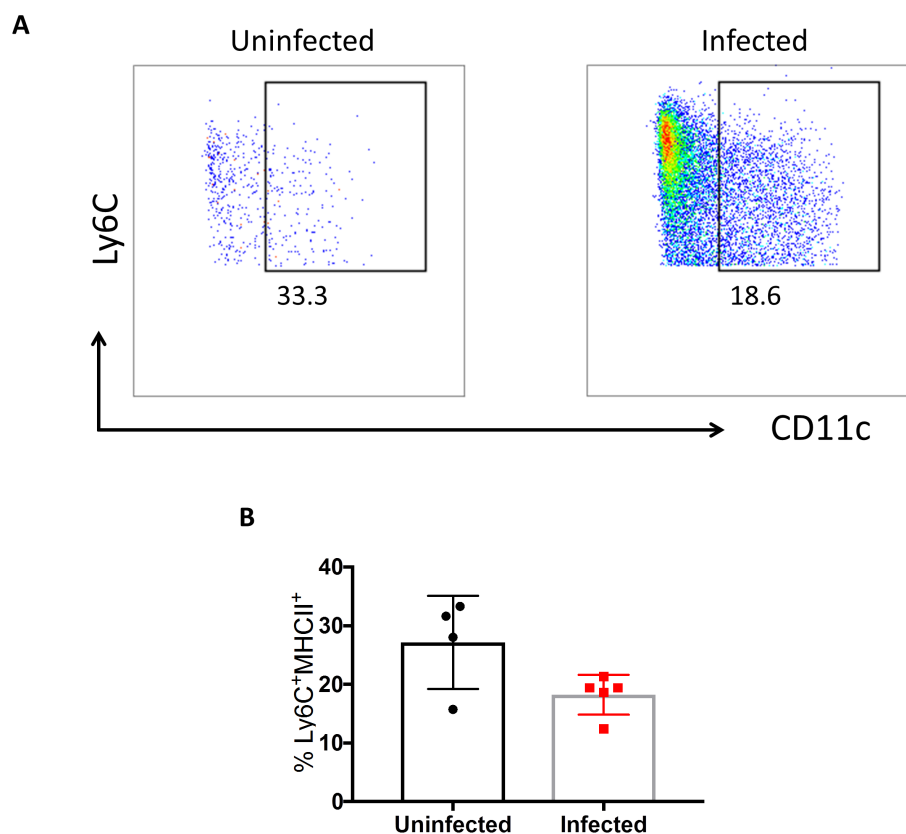 A
Uninfected
Infected
Ly6C
33.3
18.6
CD11c
B
% Ly6C+MHCII+
40
30
20
10
0
Uninfected
Infected